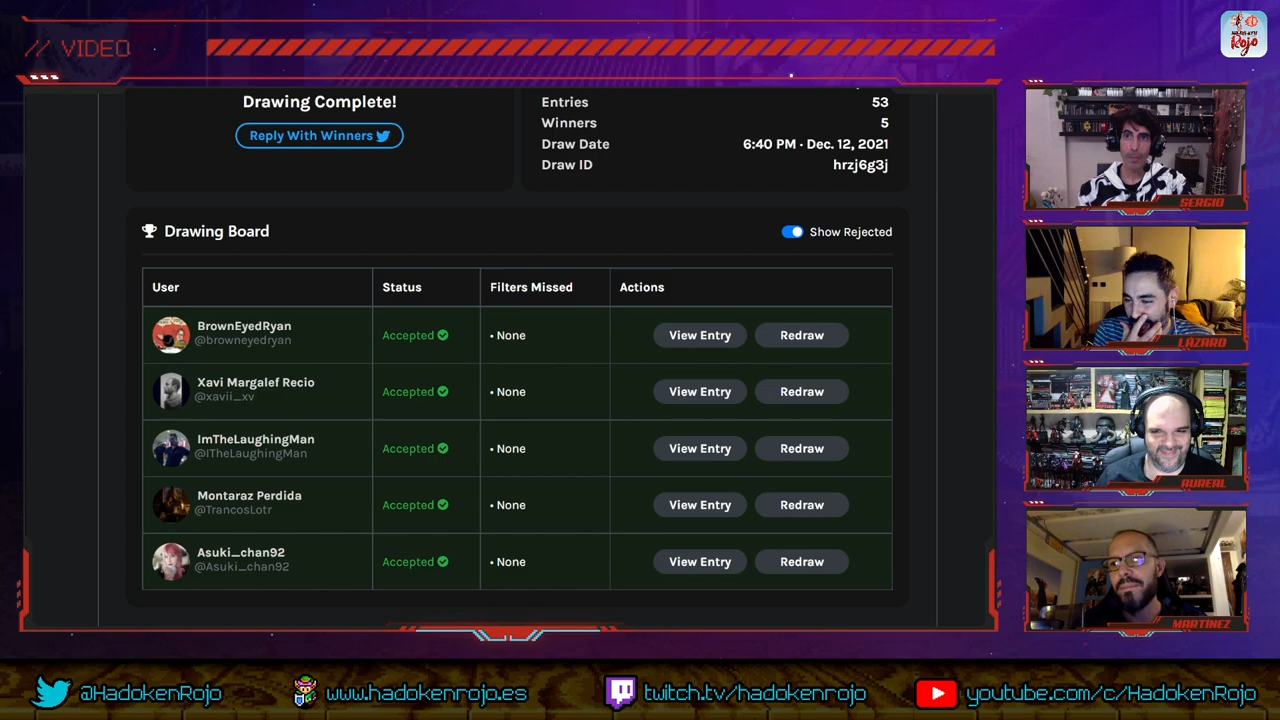 // VIDEO
Rojo
Drawing Complete!
Reply With Winners
Entries 53
Winners 5
Draw Date 6:40 PM · Dec. 12, 2021
Draw ID hrzj6g3j
Drawing Board
Show Rejected
User Status Filters Missed Actions
BrownEyedRyan
@browneyedryan
Accepted • None View Entry Redraw
Xavi Margalef Recio
@xavii_xv
Accepted • None View Entry Redraw
ImTheLaughingMan
@ITheLaughingMan
Accepted • None View Entry Redraw
Montaraz Perdida
@TrancosLotr
Accepted • None View Entry Redraw
Asuki_chan92
@Asuki_chan92
Accepted • None View Entry Redraw
SERGIO
LÁZARO
AUREAL
MARTÍNEZ
@HadokenRojo
www.hadokenrojo.es
twitch.tv/hadokenrojo
youtube.com/c/HadokenRojo